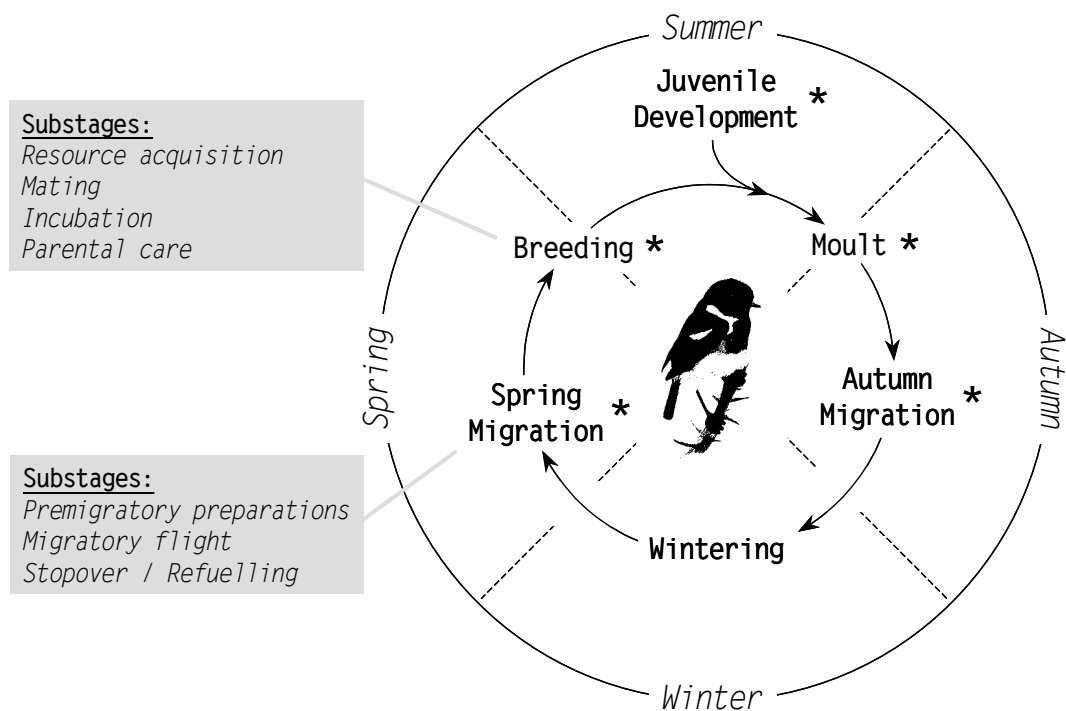 Summer
Juvenile
Development *
Substages:
Resource acquisition
Mating
Incubation
Parental care
Breeding *
Moult *
Spring
Autumn
Spring
Migration *
Autumn
Migration *
Substages:
Premigratory preparations
Migratory flight
Stopover / Refuelling
Wintering
Winter